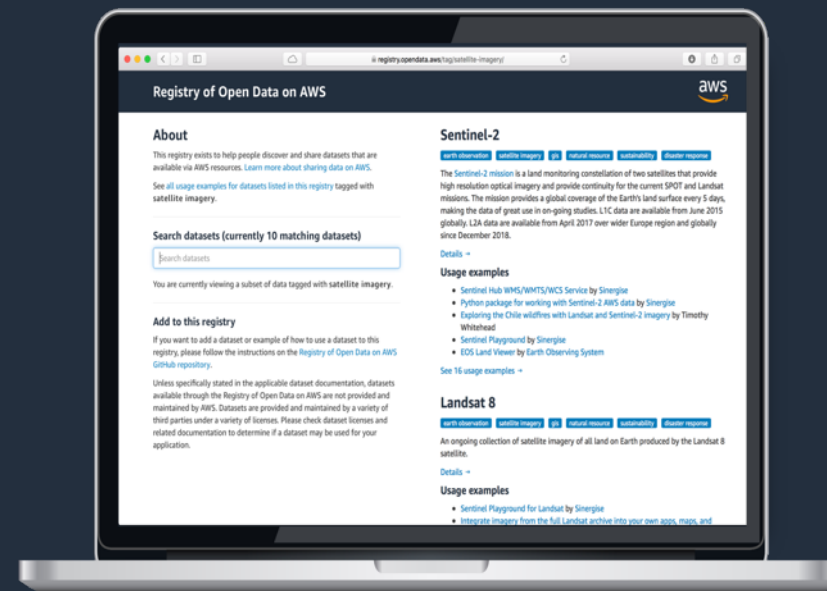 registry.opendata.aws/tag/satellite-imagery/
Registry of Open Data on AWS
aws
About
This registry exists to help people discover and share datasets that are
available via AWS resources. Learn more about sharing data on AWS.
See all usage examples for datasets listed in this registry tagged with
satellite imagery.
Search datasets (currently 10 matching datasets)
Search datasets
You are currently viewing a subset of data tagged with satellite imagery.
Add to this registry
If you want to add a dataset or example of how to use a dataset to this
registry, please follow the instructions on the Registry of Open Data on AWS
GitHub repository.
Unless specifically stated in the applicable dataset documentation, datasets
available through the Registry of Open Data on AWS are not provided and
maintained by AWS. Datasets are provided and maintained by a variety of
third parties under a variety of licenses. Please check dataset licenses and
related documentation to determine if a dataset may be used for your
application.
Sentinel-2
earth observation satellite imagery gis natural resource sustainability disaster response
The Sentinel-2 mission is a land monitoring constellation of two satellites that provide
high resolution optical imagery and provide continuity for the current SPOT and Landsat
missions. The mission provides a global coverage of the Earth's land surface every 5 days,
making the data of great use in on-going studies. L1C data are available from June 2015
globally. L2A data are available from April 2017 over wider Europe region and globally
since December 2018.
Details →
Usage examples
• Sentinel Hub WMS/WMTS/WCS Service by Sinergise
• Python package for working with Sentinel-2 AWS data by Sinergise
• Exploring the Chile wildfires with Landsat and Sentinel-2 imagery by Timothy
Whitehead
• Sentinel Playground by Sinergise
• EOS Land Viewer by Earth Observing System
See 16 usage examples →
Landsat 8
earth observation satellite imagery gis natural resource sustainability disaster response
An ongoing collection of satellite imagery of all land on Earth produced by the Landsat 8
satellite.
Details →
Usage examples
• Sentinel Playground for Landsat by Sinergise
• Integrate imagery from the full Landsat archive into your own apps, maps, and